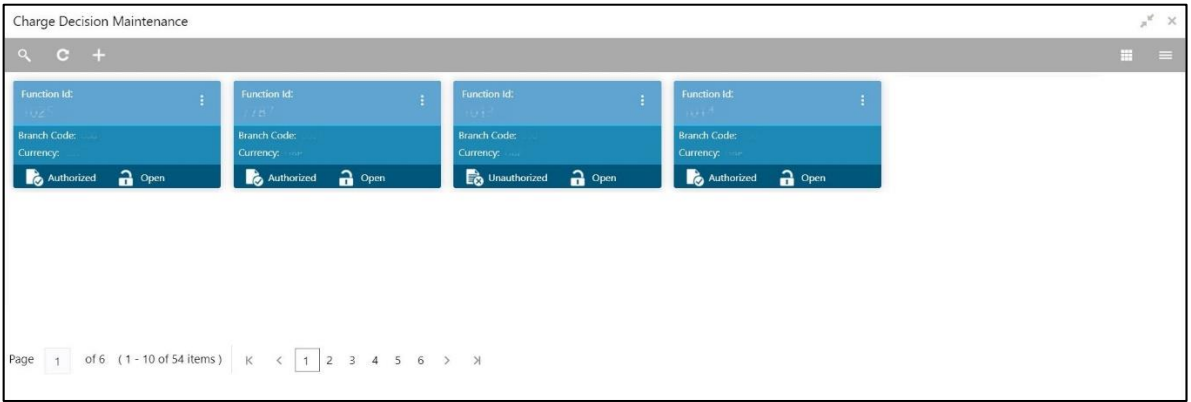 Charge Decision Maintenance
Function Id: Function Id: Function Id: Function Id:
Branch Code: Branch Code: Branch Code: Branch Code:
Currency: Currency: Currency: Currency:
Authorized Open Authorized Open Unauthorized Open Authorized Open
Page 1 of 6 ( 1 - 10 of 54 items ) 1 2 3 4 5 6